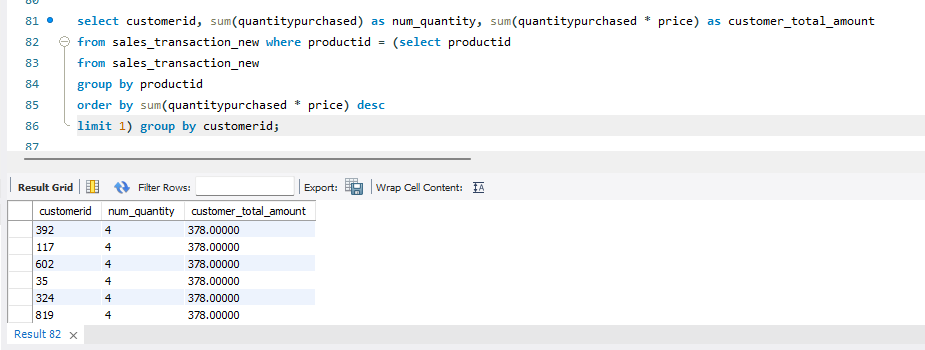 81 select customerid, sum(quantitypurchased) as num_quantity, sum(quantitypurchased * price) as customer_total_amount
82 from sales_transaction_new where productid = (select productid
83 from sales_transaction_new
84 group by productid
85 order by sum(quantitypurchased * price) desc
86 limit 1) group by customerid;
87
Result Grid Filter Rows: Export: Wrap Cell Content: IA
customerid num_quantity customer_total_amount
392 4 378.00000
117 4 378.00000
602 4 378.00000
35 4 378.00000
324 4 378.00000
819 4 378.00000
Result 82 ×